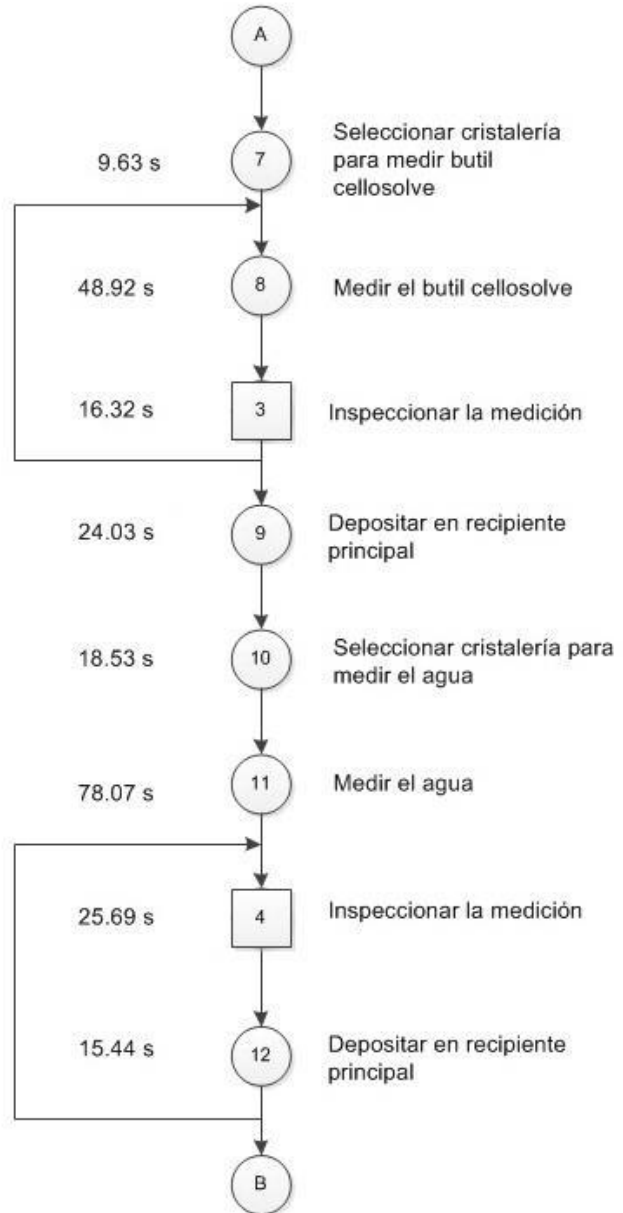 A
9.63 s
7
Seleccionar cristalería
para medir butil
cellosolve
48.92 s
8
Medir el butil cellosolve
16.32 s
3
Inspeccionar la medición
24.03 s
9
Depositar en recipiente
principal
18.53 s
10
Seleccionar cristalería para
medir el agua
78.07 s
11
Medir el agua
25.69 s
4
Inspeccionar la medición
15.44 s
12
Depositar en recipiente
principal
B